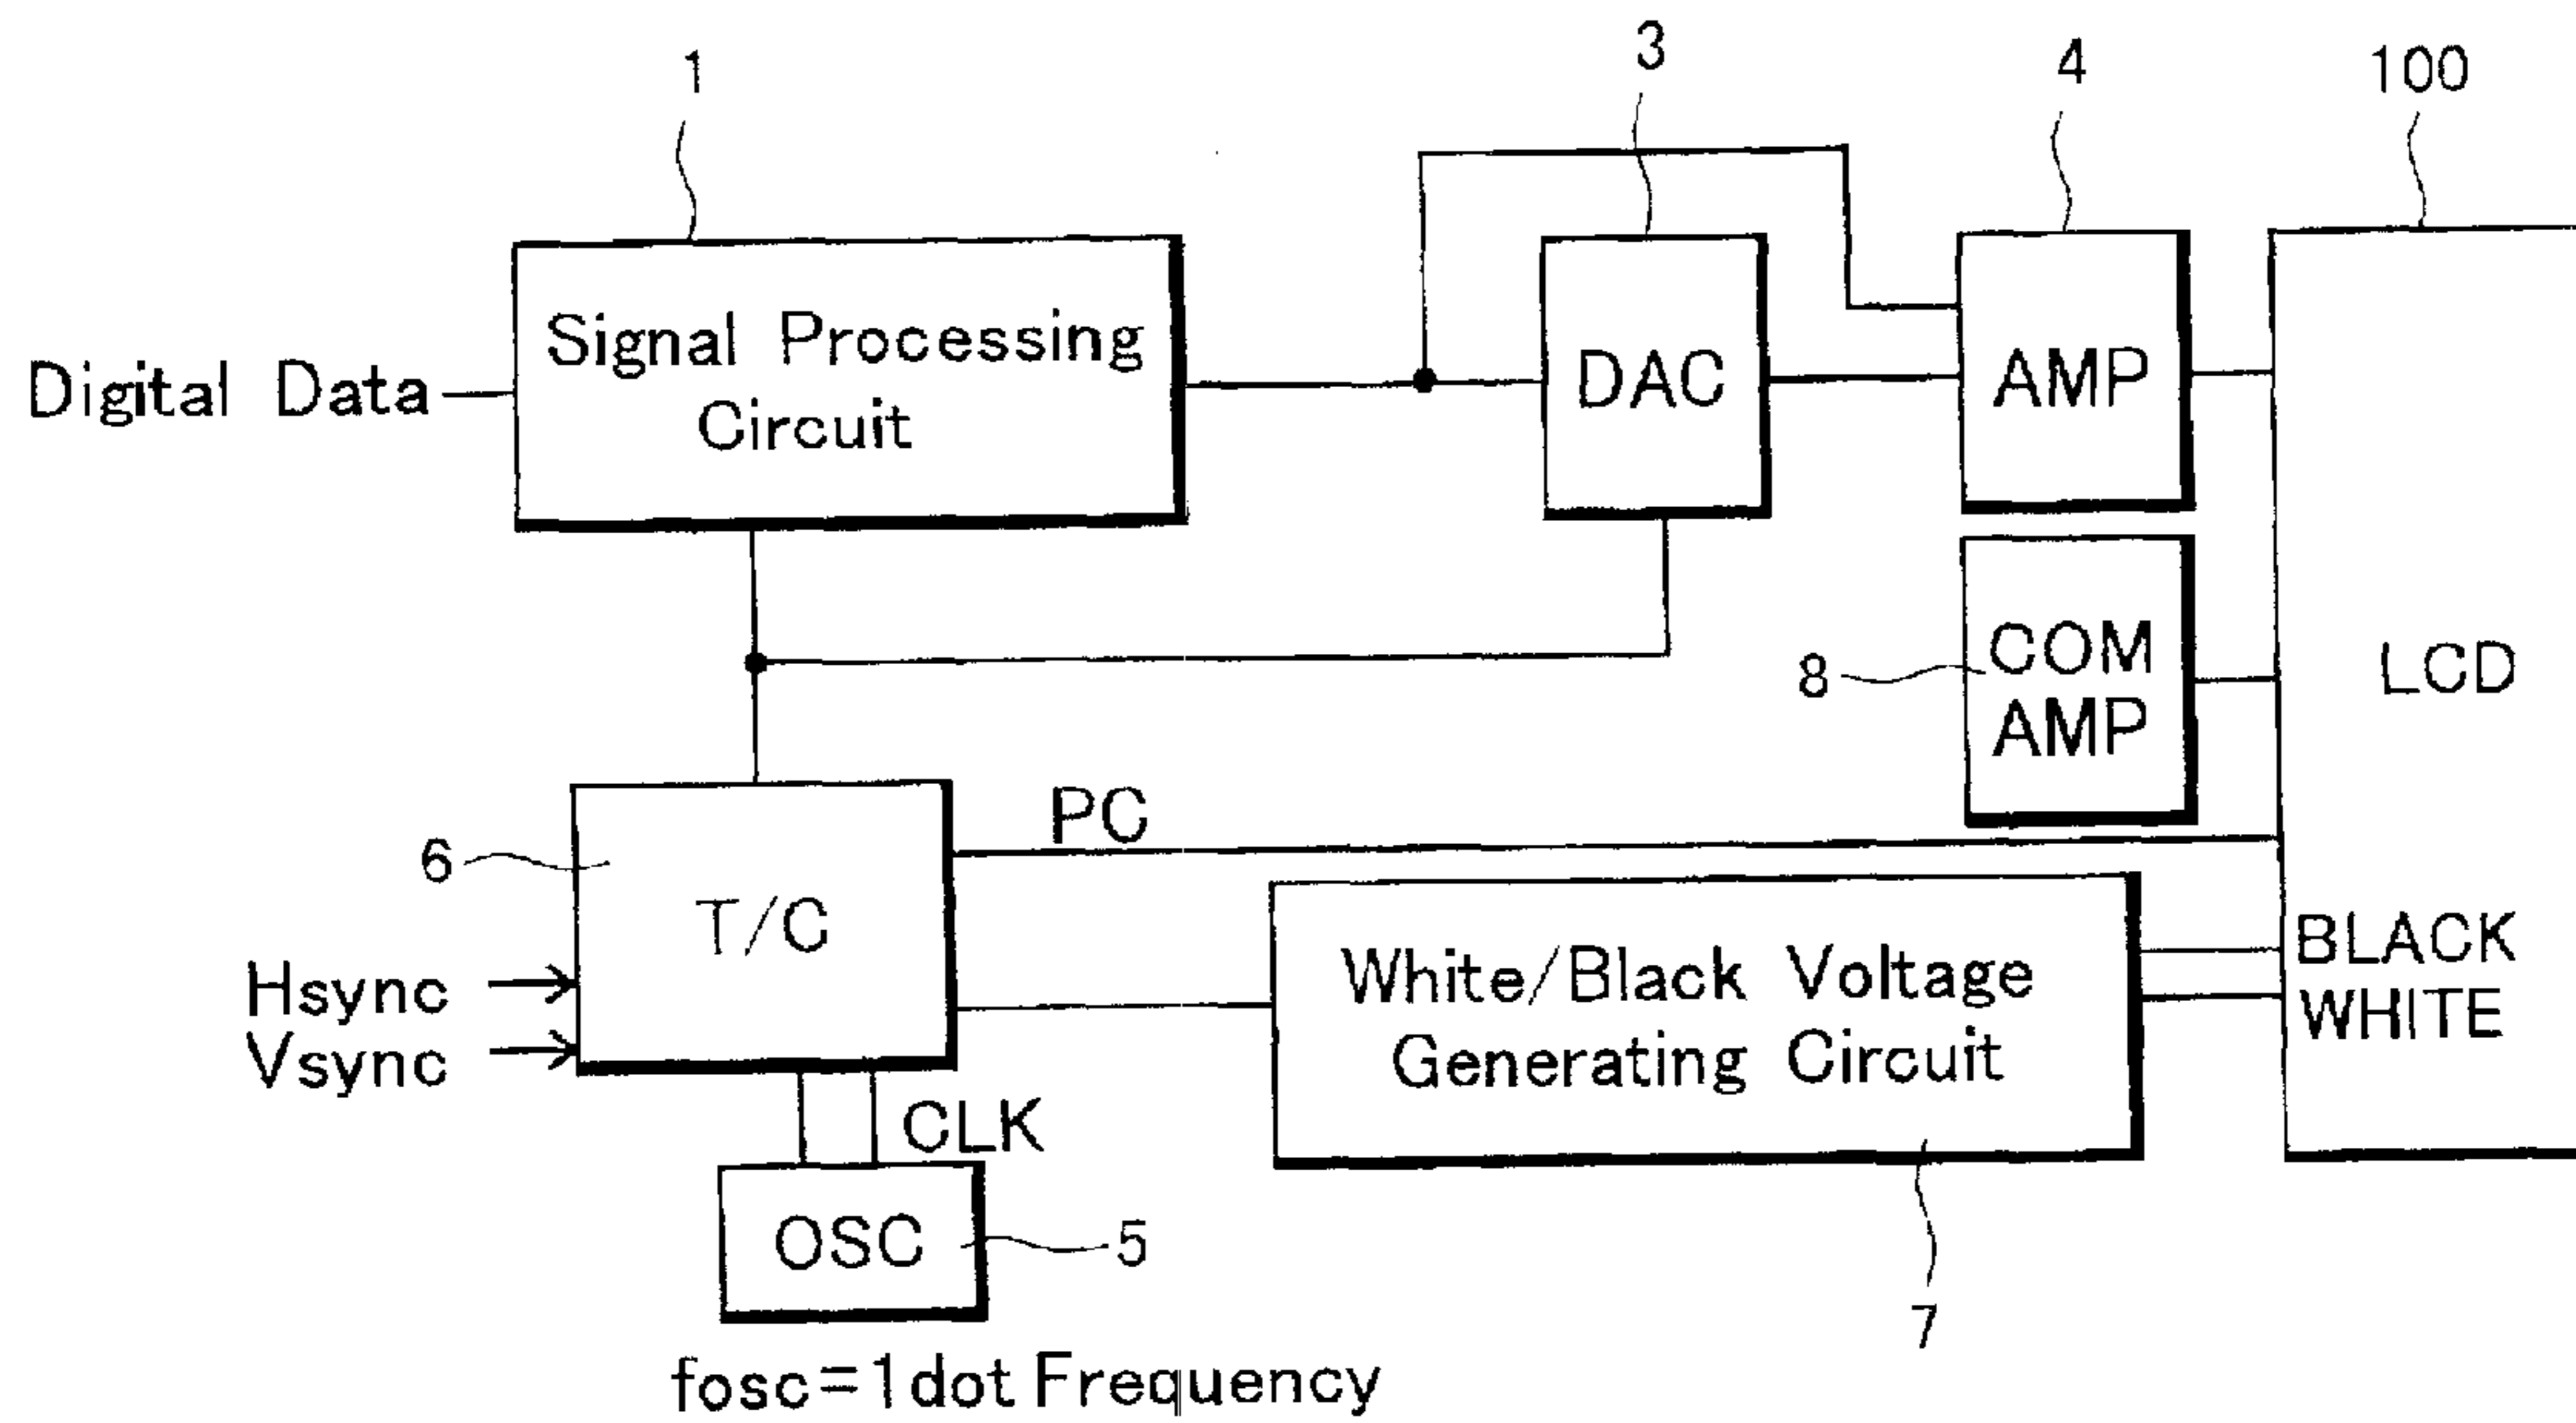 1
3
4
100
Signal Processing
Circuit
Digital Data
DAC
AMP
COM
AMP
8
LCD
PC
6
T/C
Hsync
Vsync
White/Black Voltage
Generating Circuit
BLACK
WHITE
CLK
OSC
5
7
fosc=1dot Frequency